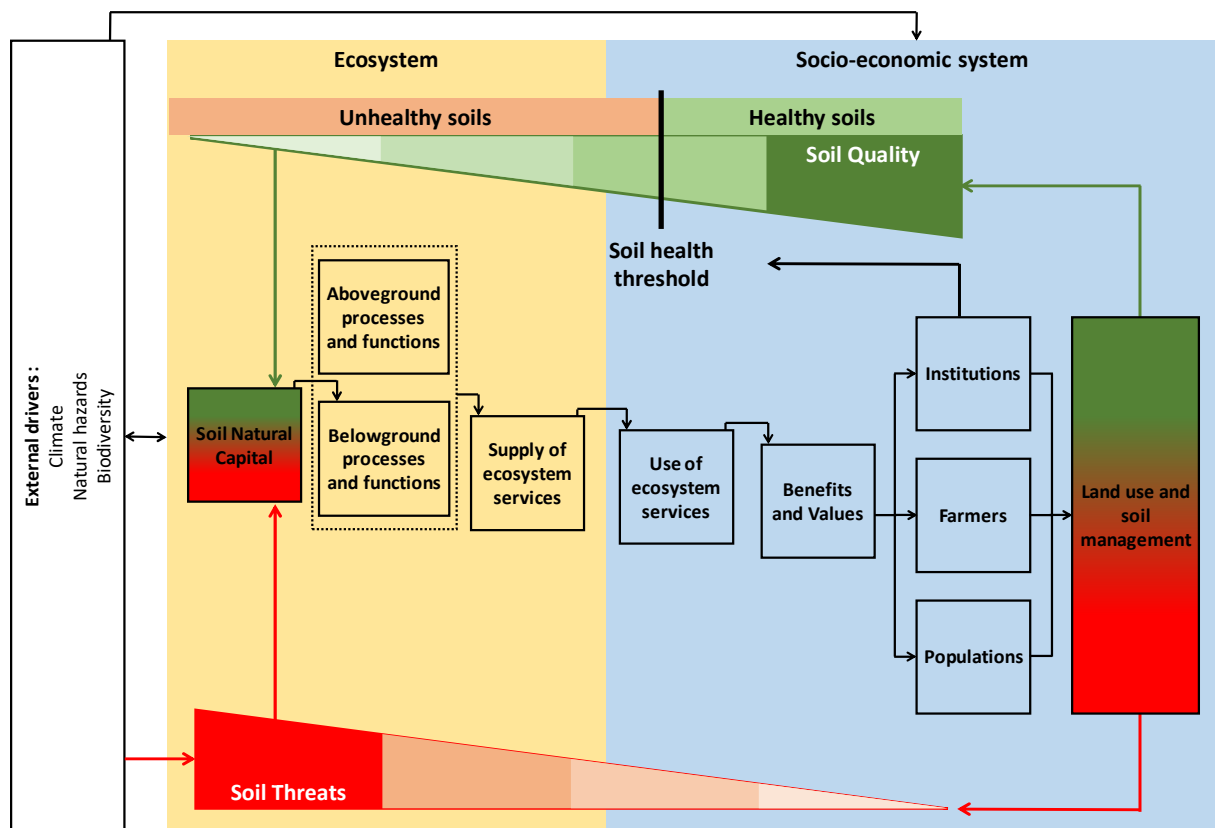 Ecosystem
Socio-economic system
Unhealthy soils
Healthy soils
Soil Quality
Soil health
threshold
External drivers :
Climate
Natural hazards
Biodiversity
Soil Natural
Capital
Aboveground
processes
and functions
Belowground
processes
and functions
Supply of
ecosystem
services
Use of
ecosystem
services
Benefits
and Values
Institutions
Farmers
Populations
Land use and
soil
management
Soil Threats